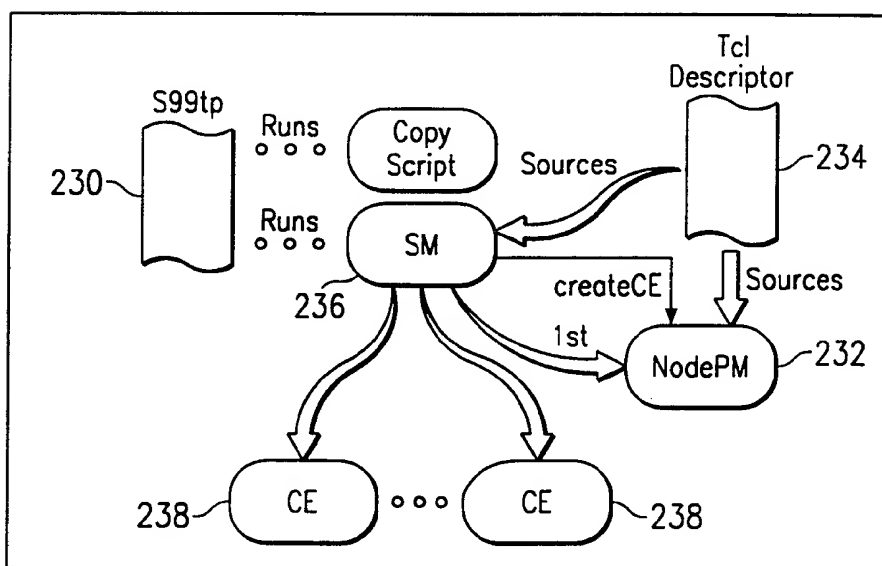 S99tp
Runs
Copy
Script
Tcl
Descriptor
230
234
Sources
Runs
SM
236
createCE
Sources
1st
NodePM
232
238
CE
CE
238